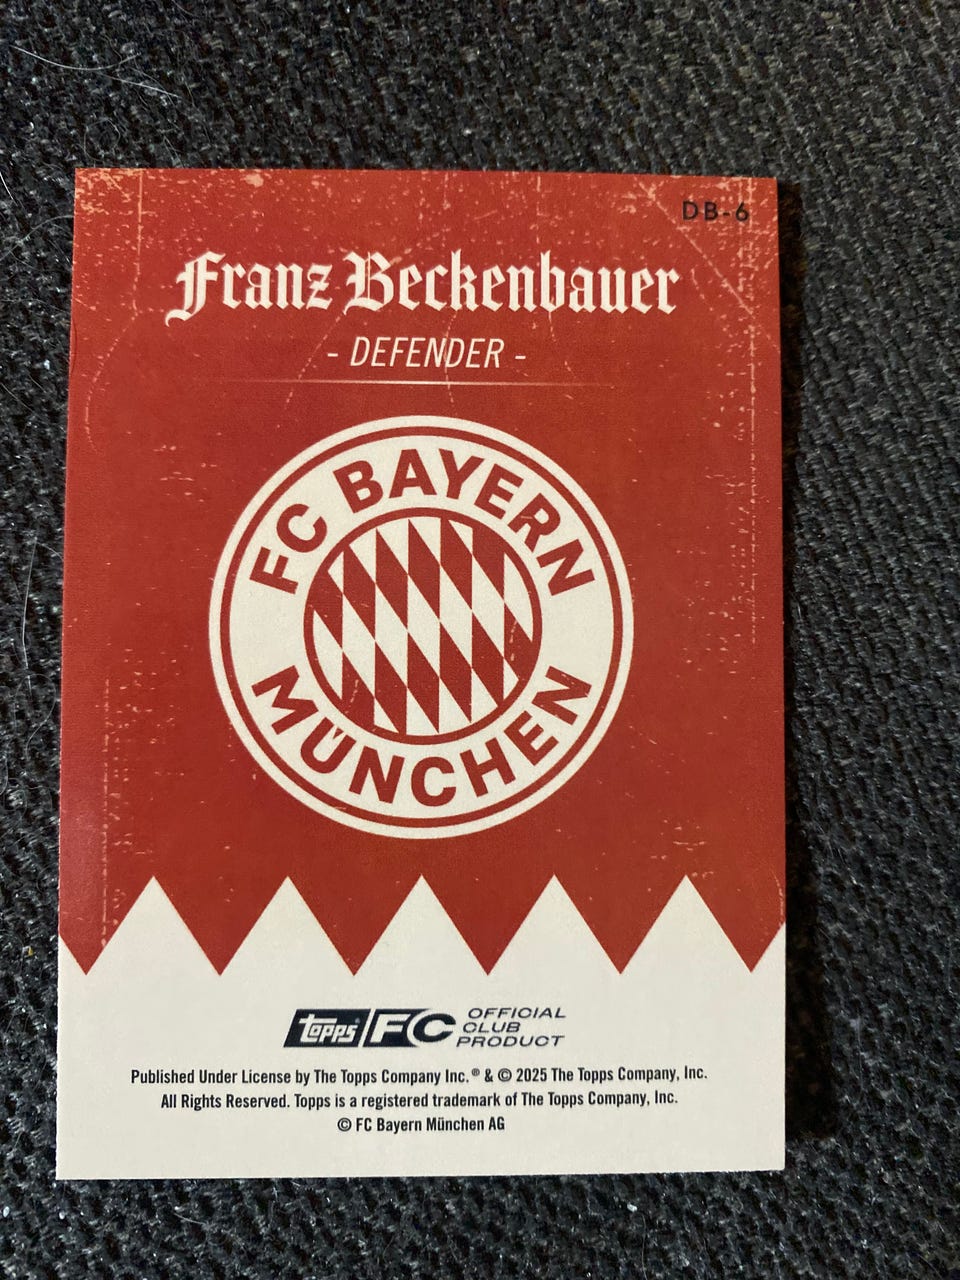 DB-6
Franz Beckenbauer
- DEFENDER -
FC BAYERN
MÜNCHEN
topps FC OFFICIAL
CLUB
PRODUCT
Published Under License by The Topps Company Inc.® & © 2025 The Topps Company, Inc.
All Rights Reserved. Topps is a registered trademark of The Topps Company, Inc.
© FC Bayern München AG